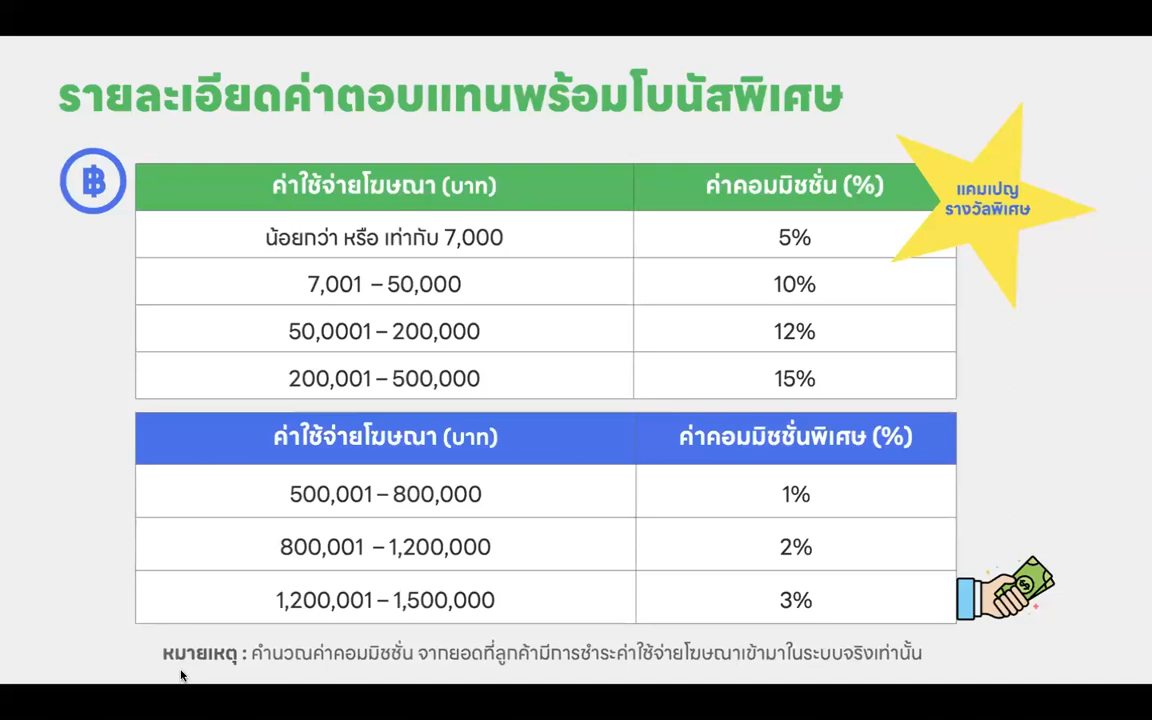 รายละเอียดค่าตอบแทนพร้อมโบนัสพิเศษ
฿
ค่าใช้จ่ายโฆษณา (บาท) ค่าคอมมิชชั่น (%)
แคมเปญ
รางวัลพิเศษ
น้อยกว่า หรือ เท่ากับ 7,000 5%
7,001 – 50,000 10%
50,0001 – 200,000 12%
200,001 – 500,000 15%
ค่าใช้จ่ายโฆษณา (บาท) ค่าคอมมิชชั่นพิเศษ (%)
500,001 – 800,000 1%
800,001 – 1,200,000 2%
1,200,001 – 1,500,000 3%
หมายเหตุ : คำนวณค่าคอมมิชชั่น จากยอดที่ลูกค้ามีการชำระค่าใช้จ่ายโฆษณาเข้ามาในระบบจริงเท่านั้น